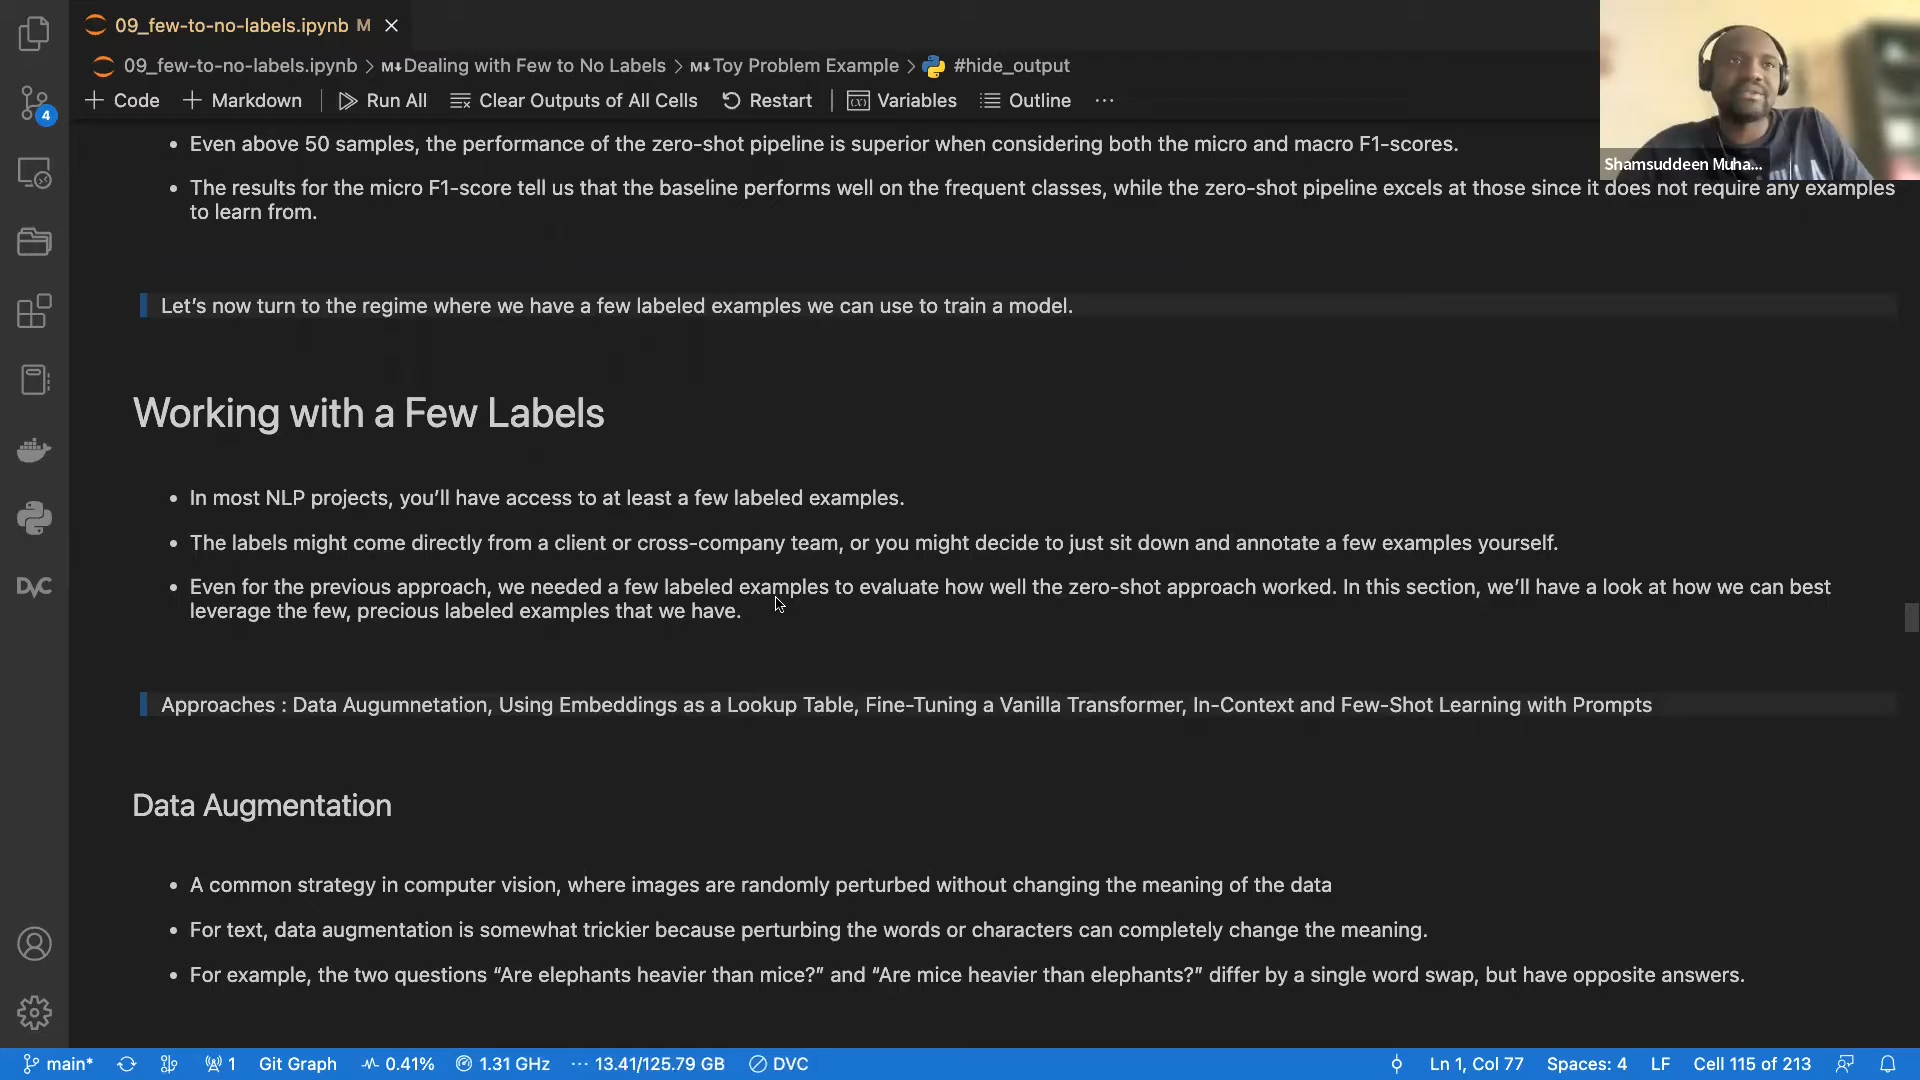 09_few-to-no-labels.ipynb M
09_few-to-no-labels.ipynb > M↓Dealing with Few to No Labels > M↓Toy Problem Example > #hide_output
+ Code + Markdown Run All Clear Outputs of All Cells Restart Variables Outline ...
4
Shamsuddeen Muha...
• Even above 50 samples, the performance of the zero-shot pipeline is superior when considering both the micro and macro F1-scores.
• The results for the micro F1-score tell us that the baseline performs well on the frequent classes, while the zero-shot pipeline excels at those since it does not require any examples
to learn from.
Let’s now turn to the regime where we have a few labeled examples we can use to train a model.
Working with a Few Labels
• In most NLP projects, you’ll have access to at least a few labeled examples.
• The labels might come directly from a client or cross-company team, or you might decide to just sit down and annotate a few examples yourself.
• Even for the previous approach, we needed a few labeled examples to evaluate how well the zero-shot approach worked. In this section, we’ll have a look at how we can best
leverage the few, precious labeled examples that we have.
DVC
Approaches : Data Augumnetation, Using Embeddings as a Lookup Table, Fine-Tuning a Vanilla Transformer, In-Context and Few-Shot Learning with Prompts
Data Augmentation
• A common strategy in computer vision, where images are randomly perturbed without changing the meaning of the data
• For text, data augmentation is somewhat trickier because perturbing the words or characters can completely change the meaning.
• For example, the two questions “Are elephants heavier than mice?” and “Are mice heavier than elephants?” differ by a single word swap, but have opposite answers.
main* 1 Git Graph 0.41% 1.31 GHz ... 13.41/125.79 GB DVC Ln 1, Col 77 Spaces: 4 LF Cell 115 of 213